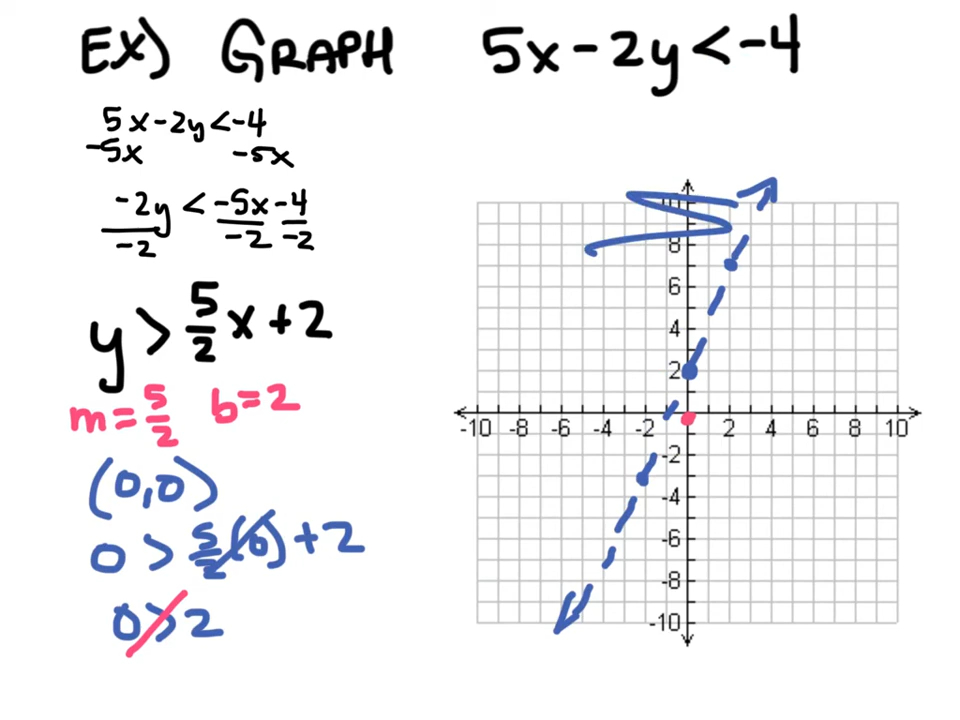 EX) GRAPH 5x-2y<-4
5x-2y<-4
-5x -5x
-2y < -5x -4
-2 -2 -2
y > 5/2 x + 2
m = 5/2 b = 2
(0,0)
0 > 5/2 (0) + 2
0 > 2
10
8
6
4
2
-10 -8 -6 -4 -2 2 4 6 8 10
-2
-4
-6
-8
-10